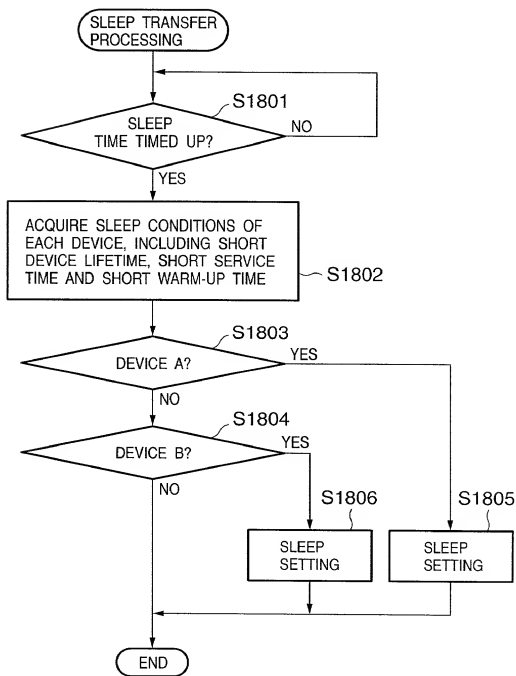 SLEEP TRANSFER
PROCESSING
S1801
SLEEP
TIME TIMED UP?
NO
YES
ACQUIRE SLEEP CONDITIONS OF
EACH DEVICE, INCLUDING SHORT
DEVICE LIFETIME, SHORT SERVICE
TIME AND SHORT WARM-UP TIME
S1802
S1803
DEVICE A?
YES
NO
S1804
DEVICE B?
YES
NO
S1806
S1805
SLEEP
SETTING
SLEEP
SETTING
END